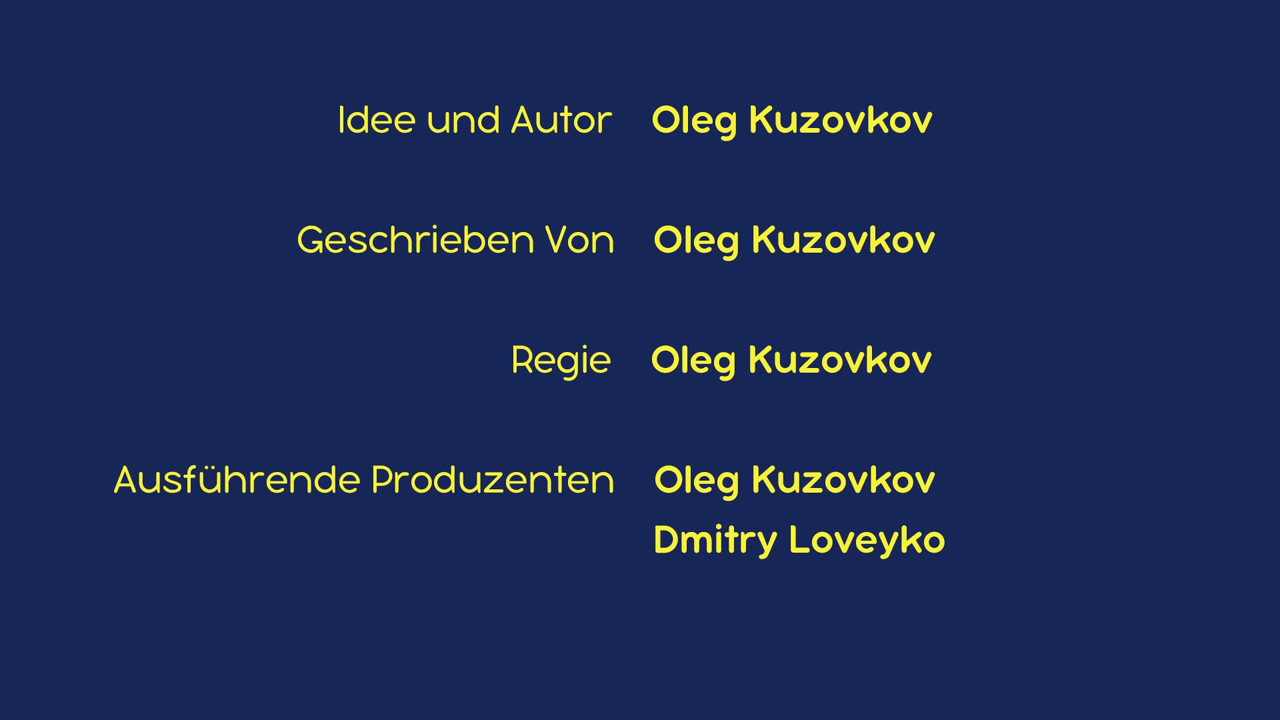 Idee und Autor Oleg Kuzovkov
Geschrieben Von Oleg Kuzovkov
Regie Oleg Kuzovkov
Ausführende Produzenten Oleg Kuzovkov
Dmitry Loveyko